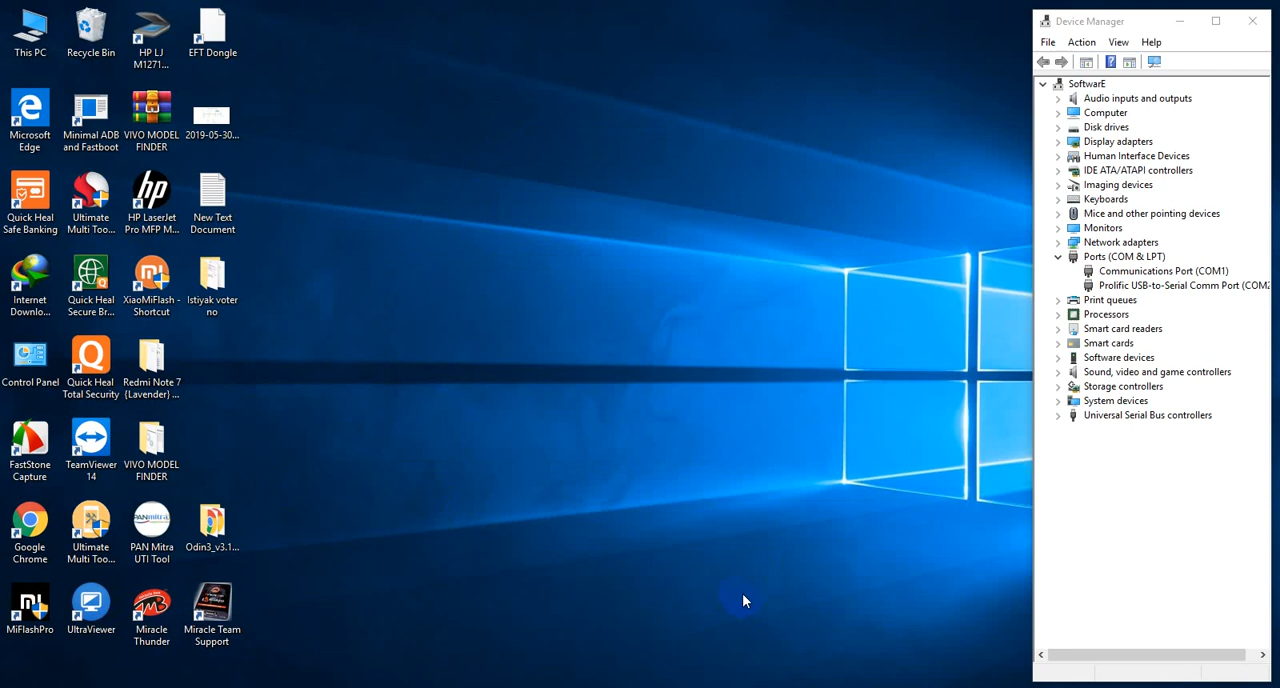 This PC
Recycle Bin
HP LJ
M1271...
EFT Dongle
Microsoft
Edge
Minimal ADB
and Fastboot
VIVO MODEL
FINDER
2019-05-30...
Quick Heal
Safe Banking
Ultimate
Multi Too...
HP LaserJet
Pro MFP M...
New Text
Document
Internet
Downlo...
Quick Heal
Secure Br...
XiaoMiFlash -
Shortcut
Istiyak voter
no
Control Panel
Quick Heal
Total Security
Redmi Note 7
{Lavender} ...
FastStone
Capture
TeamViewer
14
VIVO MODEL
FINDER
Google
Chrome
Ultimate
Multi Too...
PAN Mitra
UTI Tool
Odin3_v3.1...
MiFlashPro
UltraViewer
Miracle
Thunder
Miracle Team
Support
Device Manager
File Action View Help
SoftwarE
Audio inputs and outputs
Computer
Disk drives
Display adapters
Human Interface Devices
IDE ATA/ATAPI controllers
Imaging devices
Keyboards
Mice and other pointing devices
Monitors
Network adapters
Ports (COM & LPT)
Communications Port (COM1)
Prolific USB-to-Serial Comm Port (COM2
Print queues
Processors
Smart card readers
Smart cards
Software devices
Sound, video and game controllers
Storage controllers
System devices
Universal Serial Bus controllers